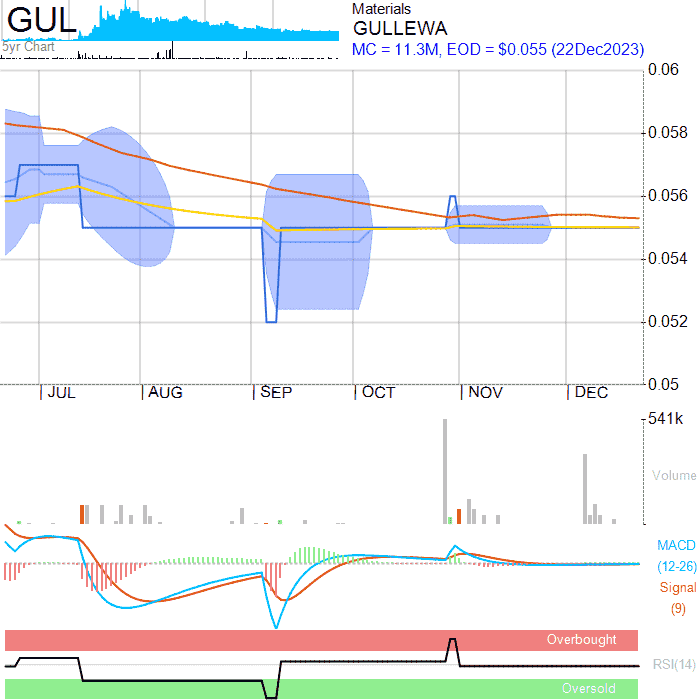 GUL
5yr Chart
Materials
GULLEWA
MC = 11.3M, EOD = $0.055 (22Dec2023)
0.06
0.058
0.056
0.054
0.052
0.05
JUL AUG SEP OCT NOV DEC
541k
Volume
MACD
(12-26)
Signal
(9)
Overbought
RSI(14)
Oversold